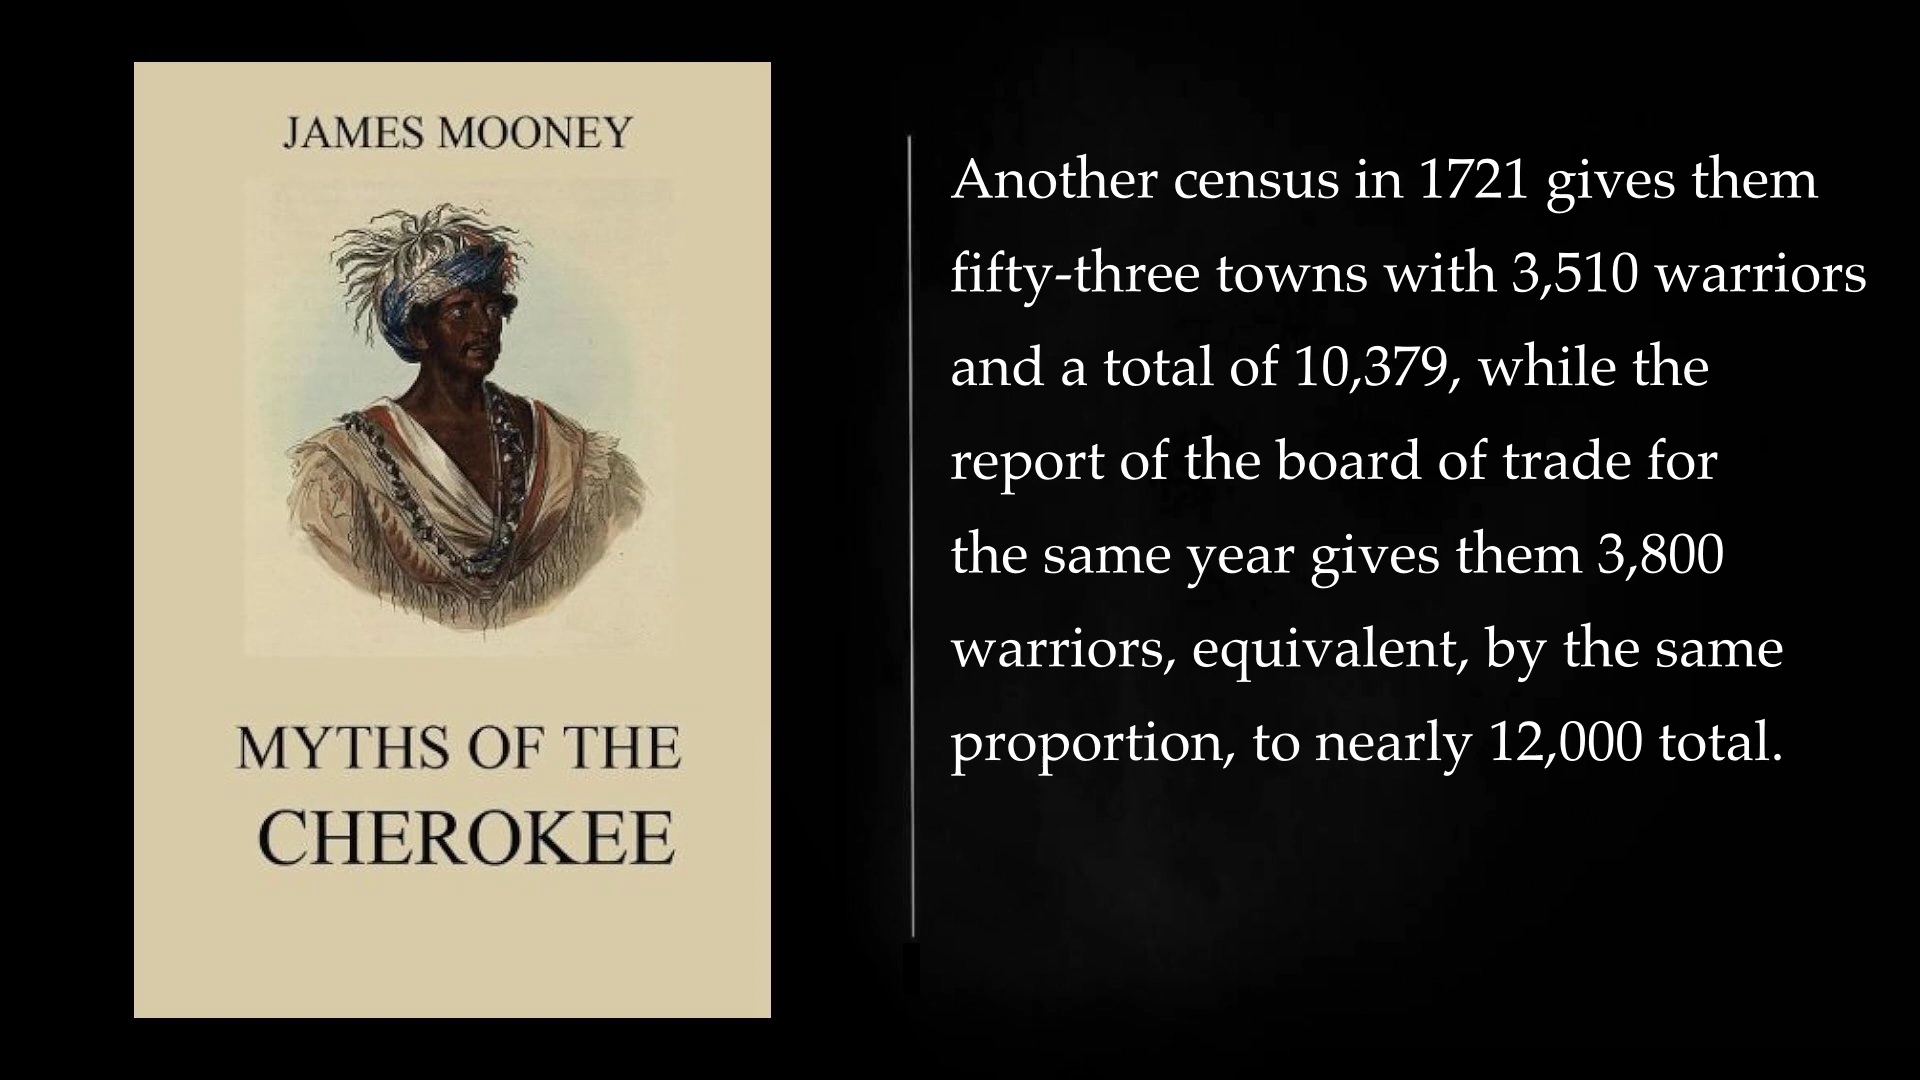 JAMES MOONEY
MYTHS OF THE
CHEROKEE
Another census in 1721 gives them
fifty-three towns with 3,510 warriors
and a total of 10,379, while the
report of the board of trade for
the same year gives them 3,800
warriors, equivalent, by the same
proportion, to nearly 12,000 total.